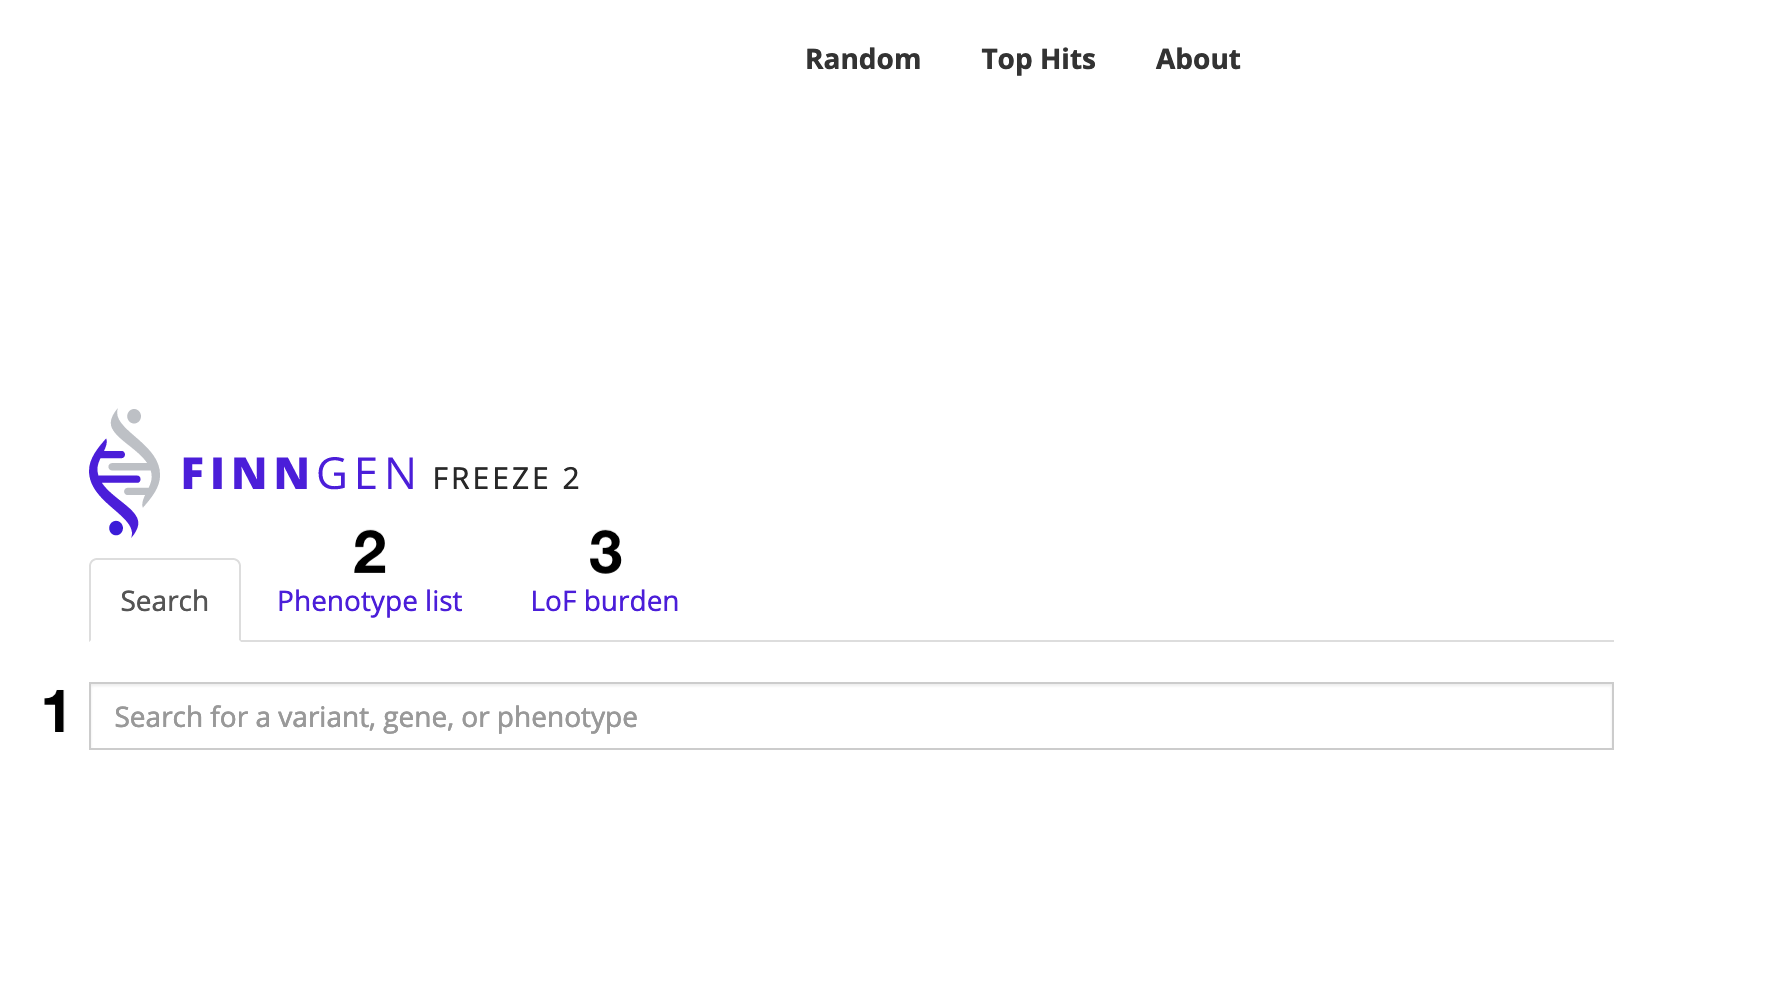 Random Top Hits About
FINNGEN FREEZE 2
2 3
Search Phenotype list LoF burden
1 Search for a variant, gene, or phenotype